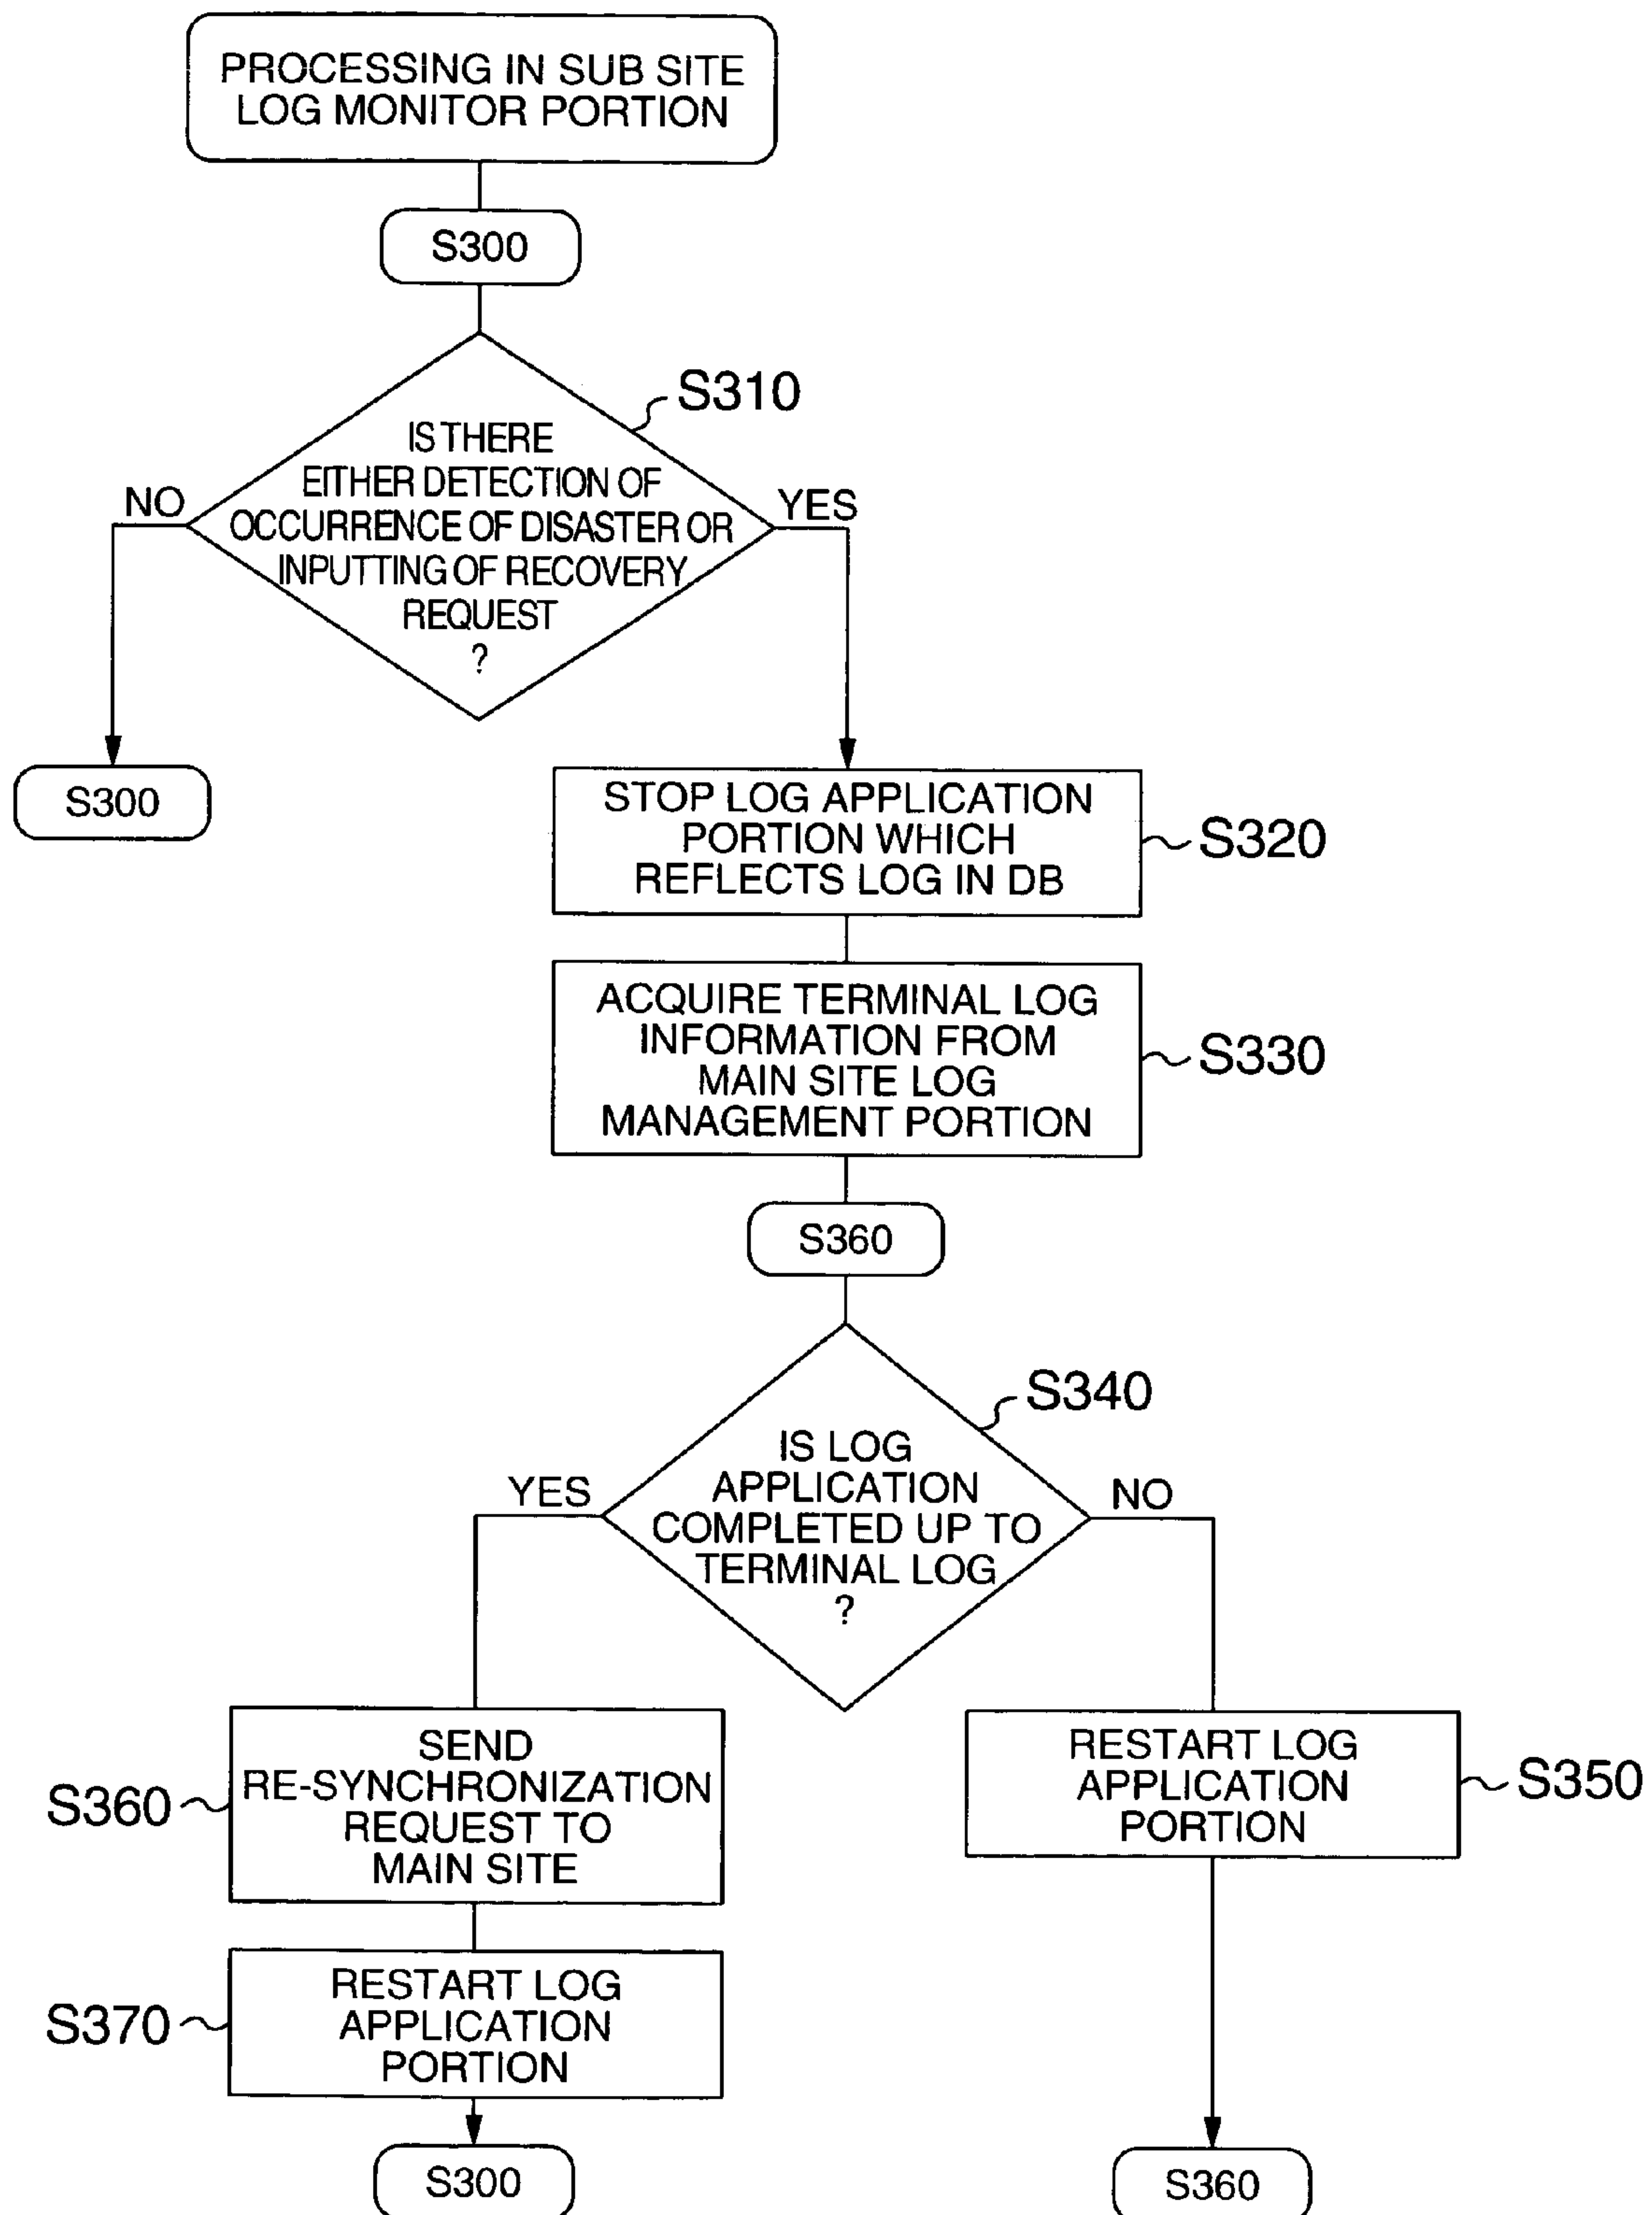 PROCESSING IN SUB SITE
LOG MONITOR PORTION
S300
S310
IS THERE
EITHER DETECTION OF
OCCURRENCE OF DISASTER OR
INPUTTING OF RECOVERY
REQUEST
?
NO
YES
S300
STOP LOG APPLICATION
PORTION WHICH
REFLECTS LOG IN DB
S320
ACQUIRE TERMINAL LOG
INFORMATION FROM
MAIN SITE LOG
MANAGEMENT PORTION
S330
S360
S340
IS LOG
APPLICATION
COMPLETED UP TO
TERMINAL LOG
?
YES
NO
SEND
RE-SYNCHRONIZATION
REQUEST TO
MAIN SITE
S360
RESTART LOG
APPLICATION
PORTION
S350
RESTART LOG
APPLICATION
PORTION
S370
S300
S360